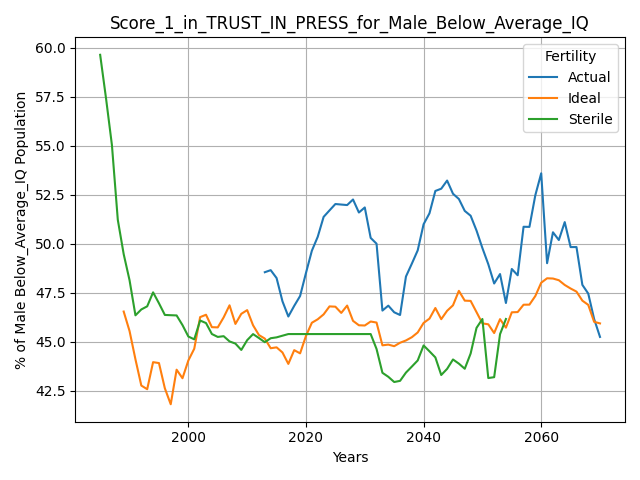 Score_1_in_TRUST_IN_PRESS_for_Male_Below_Average_IQ
% of Male Below_Average_IQ Population
60.0
57.5
55.0
52.5
50.0
47.5
45.0
42.5
Fertility
Actual
Ideal
Sterile
2000
2020
2040
2060
Years